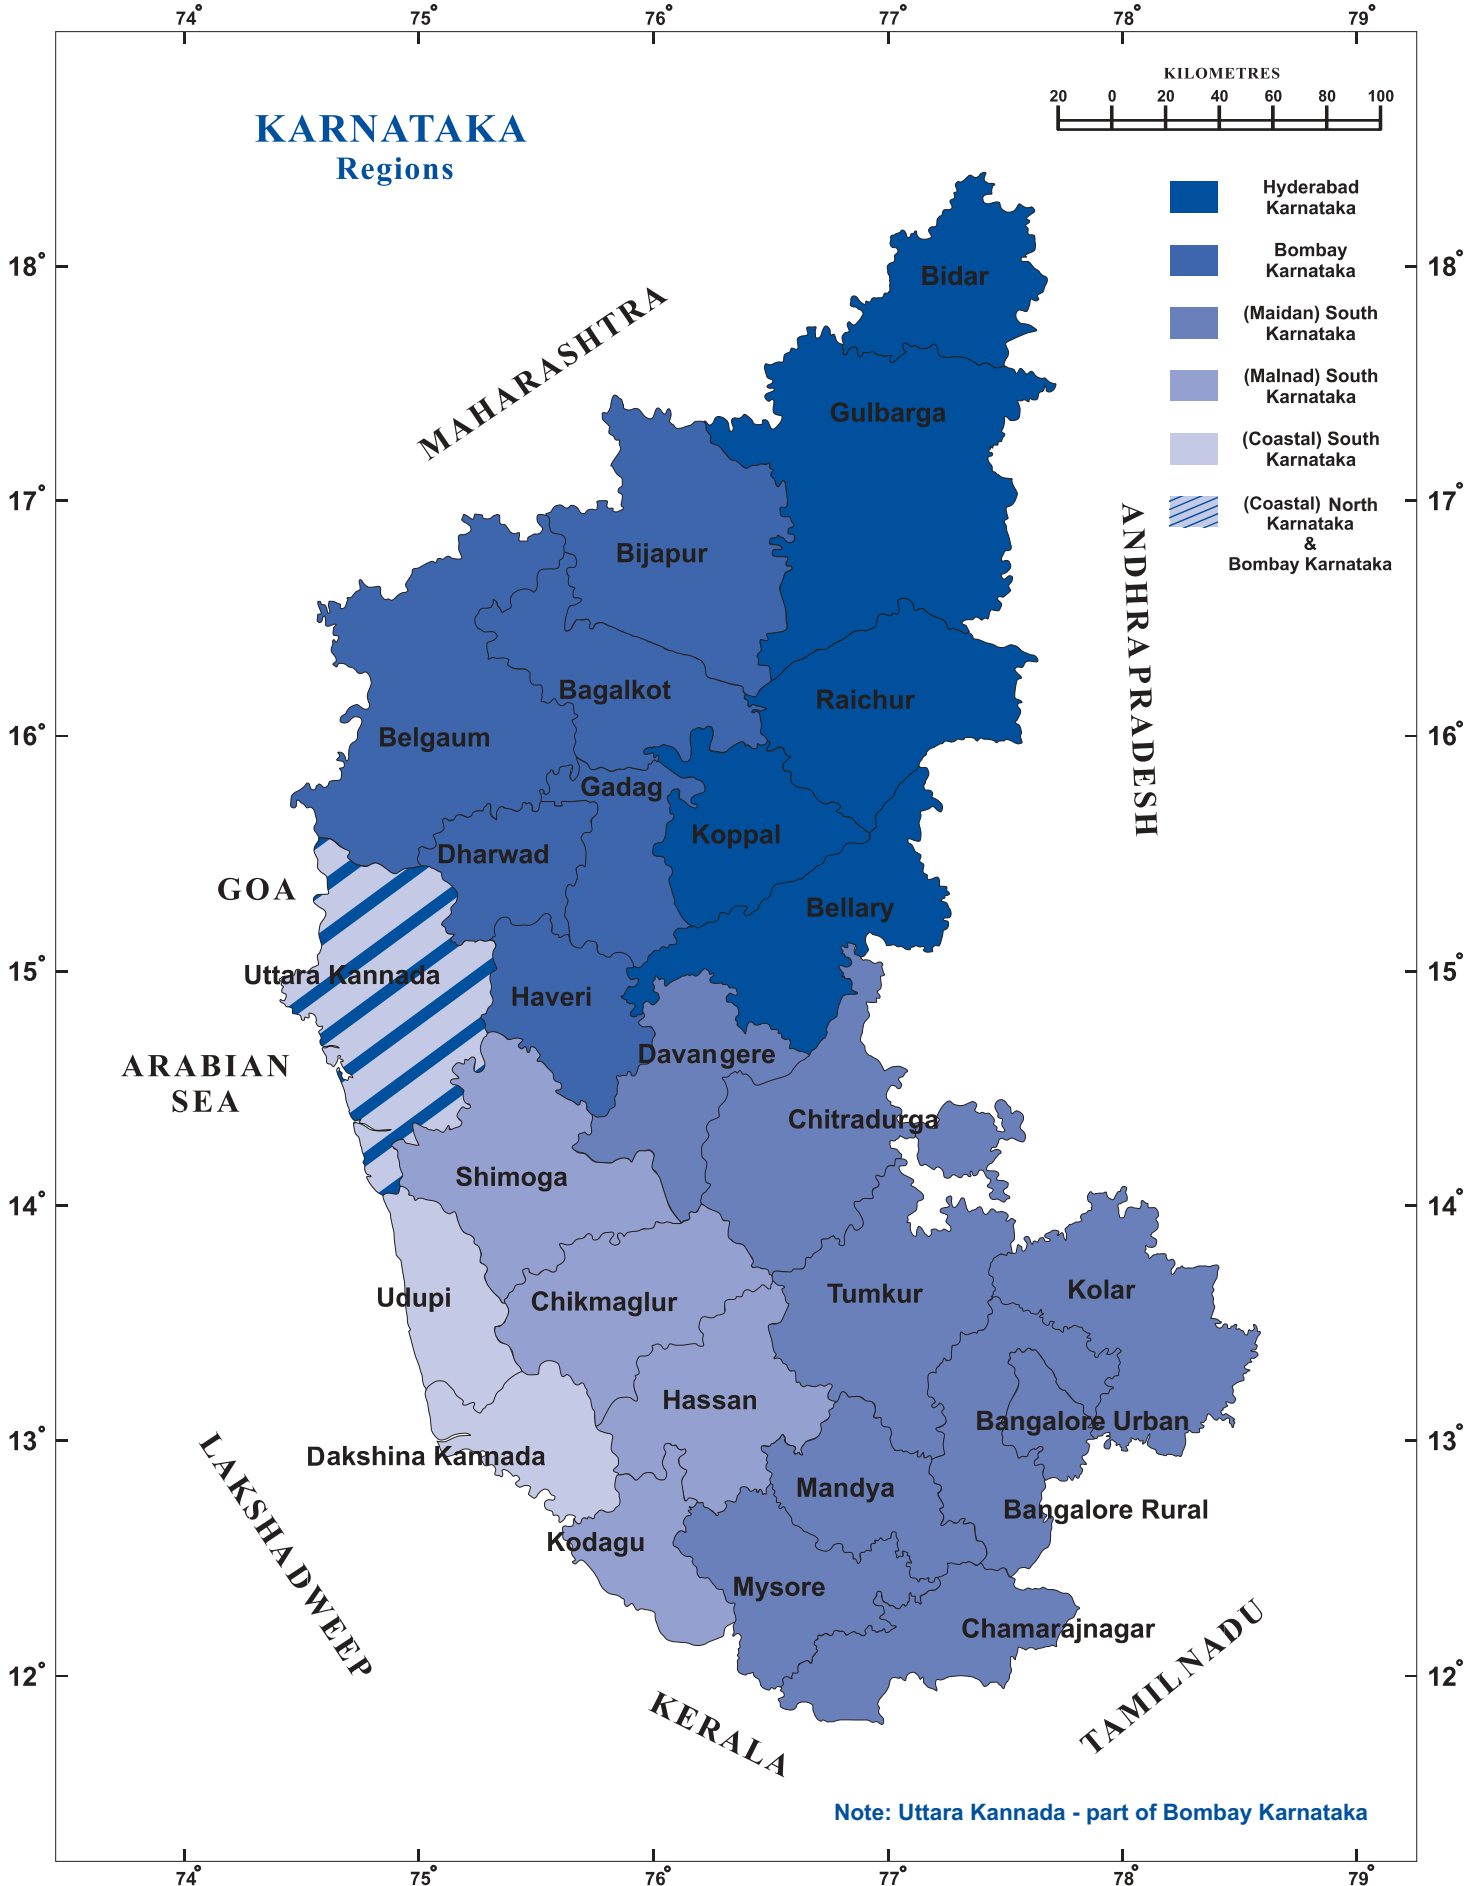 74° 75° 76° 77° 78° 79°
KILOMETRES
20 0 20 40 60 80 100
KARNATAKA
Regions
Hyderabad
Karnataka
Bombay
Karnataka
(Maidan) South
Karnataka
(Malnad) South
Karnataka
(Coastal) South
Karnataka
(Coastal) North
Karnataka
&
Bombay Karnataka
18° 18°
17° 17°
16° 16°
15° 15°
14° 14°
13° 13°
12° 12°
MAHARASHTRA
ANDHRAPRADESH
GOA
ARABIAN
SEA
LAKSHADWEEP
KERALA
TAMILNADU
Bidar
Gulbarga
Bijapur
Bagalkot
Raichur
Belgaum
Gadag
Koppal
Dharwad
Bellary
Uttara Kannada
Haveri
Davangere
Chitradurga
Shimoga
Udupi
Chikmaglur
Tumkur
Kolar
Hassan
Bangalore Urban
Dakshina Kannada
Mandya
Bangalore Rural
Kodagu
Mysore
Chamarajnagar
Note: Uttara Kannada - part of Bombay Karnataka
74° 75° 76° 77° 78° 79°